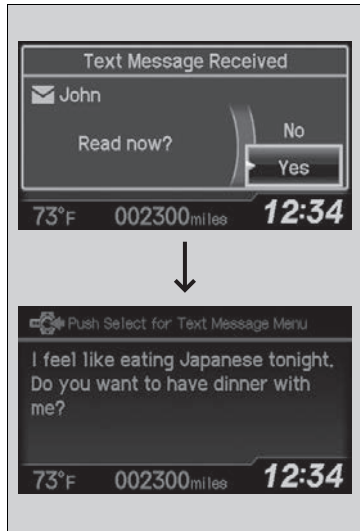 Text Message Received
John
Read now?
No
Yes
73°F 002300miles 12:34
Push Select for Text Message Menu
I feel like eating Japanese tonight.
Do you want to have dinner with
me?
73°F 002300miles 12:34